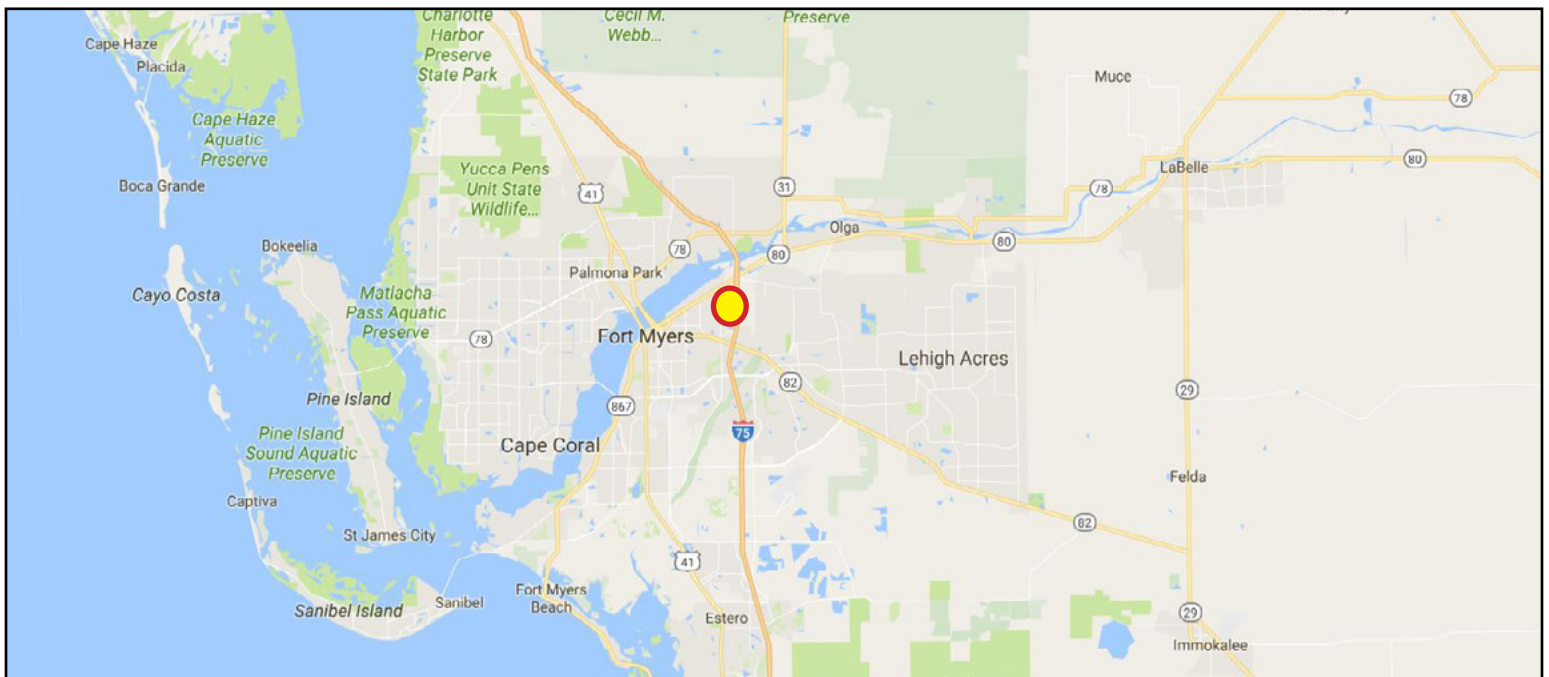 Charlotte
Harbor
Preserve
State Park
Cecil M.
Webb...
Preserve
Cape Haze
Placida
Muce
78
Cape Haze
Aquatic
Preserve
Yucca Pens
Unit State
Wildlife...
41
31
80
LaBelle
78
Boca Grande
Olga
Bokeelia
78
80
80
Palmona Park
Cayo Costa
Matlacha
Pass Aquatic
Preserve
78
Fort Myers
Lehigh Acres
82
29
Pine Island
867
Pine Island
Sound Aquatic
Preserve
Cape Coral
75
Felda
Captiva
St James City
82
41
Fort Myers
Beach
Sanibel Island
Sanibel
Estero
29
Immokalee